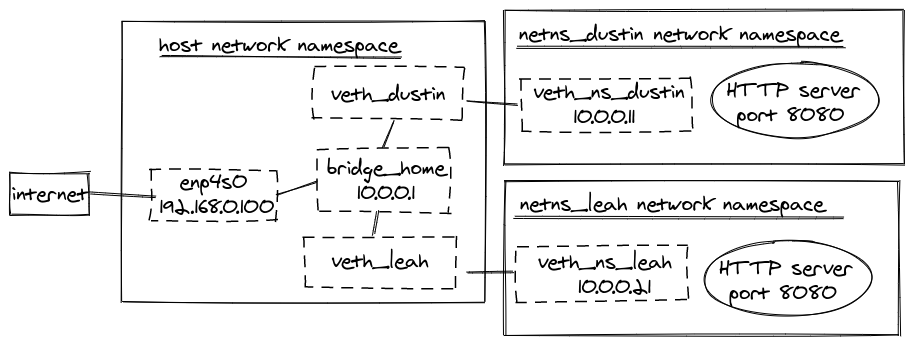 host network namespace
veth_dustin
bridge_home
10.0.0.1
enp4s0
192.168.0.100
internet
veth_leah
netns_dustin network namespace
veth_ns_dustin
10.0.0.11
HTTP server
port 8080
netns_leah network namespace
veth_ns_leah
10.0.0.21
HTTP server
port 8080